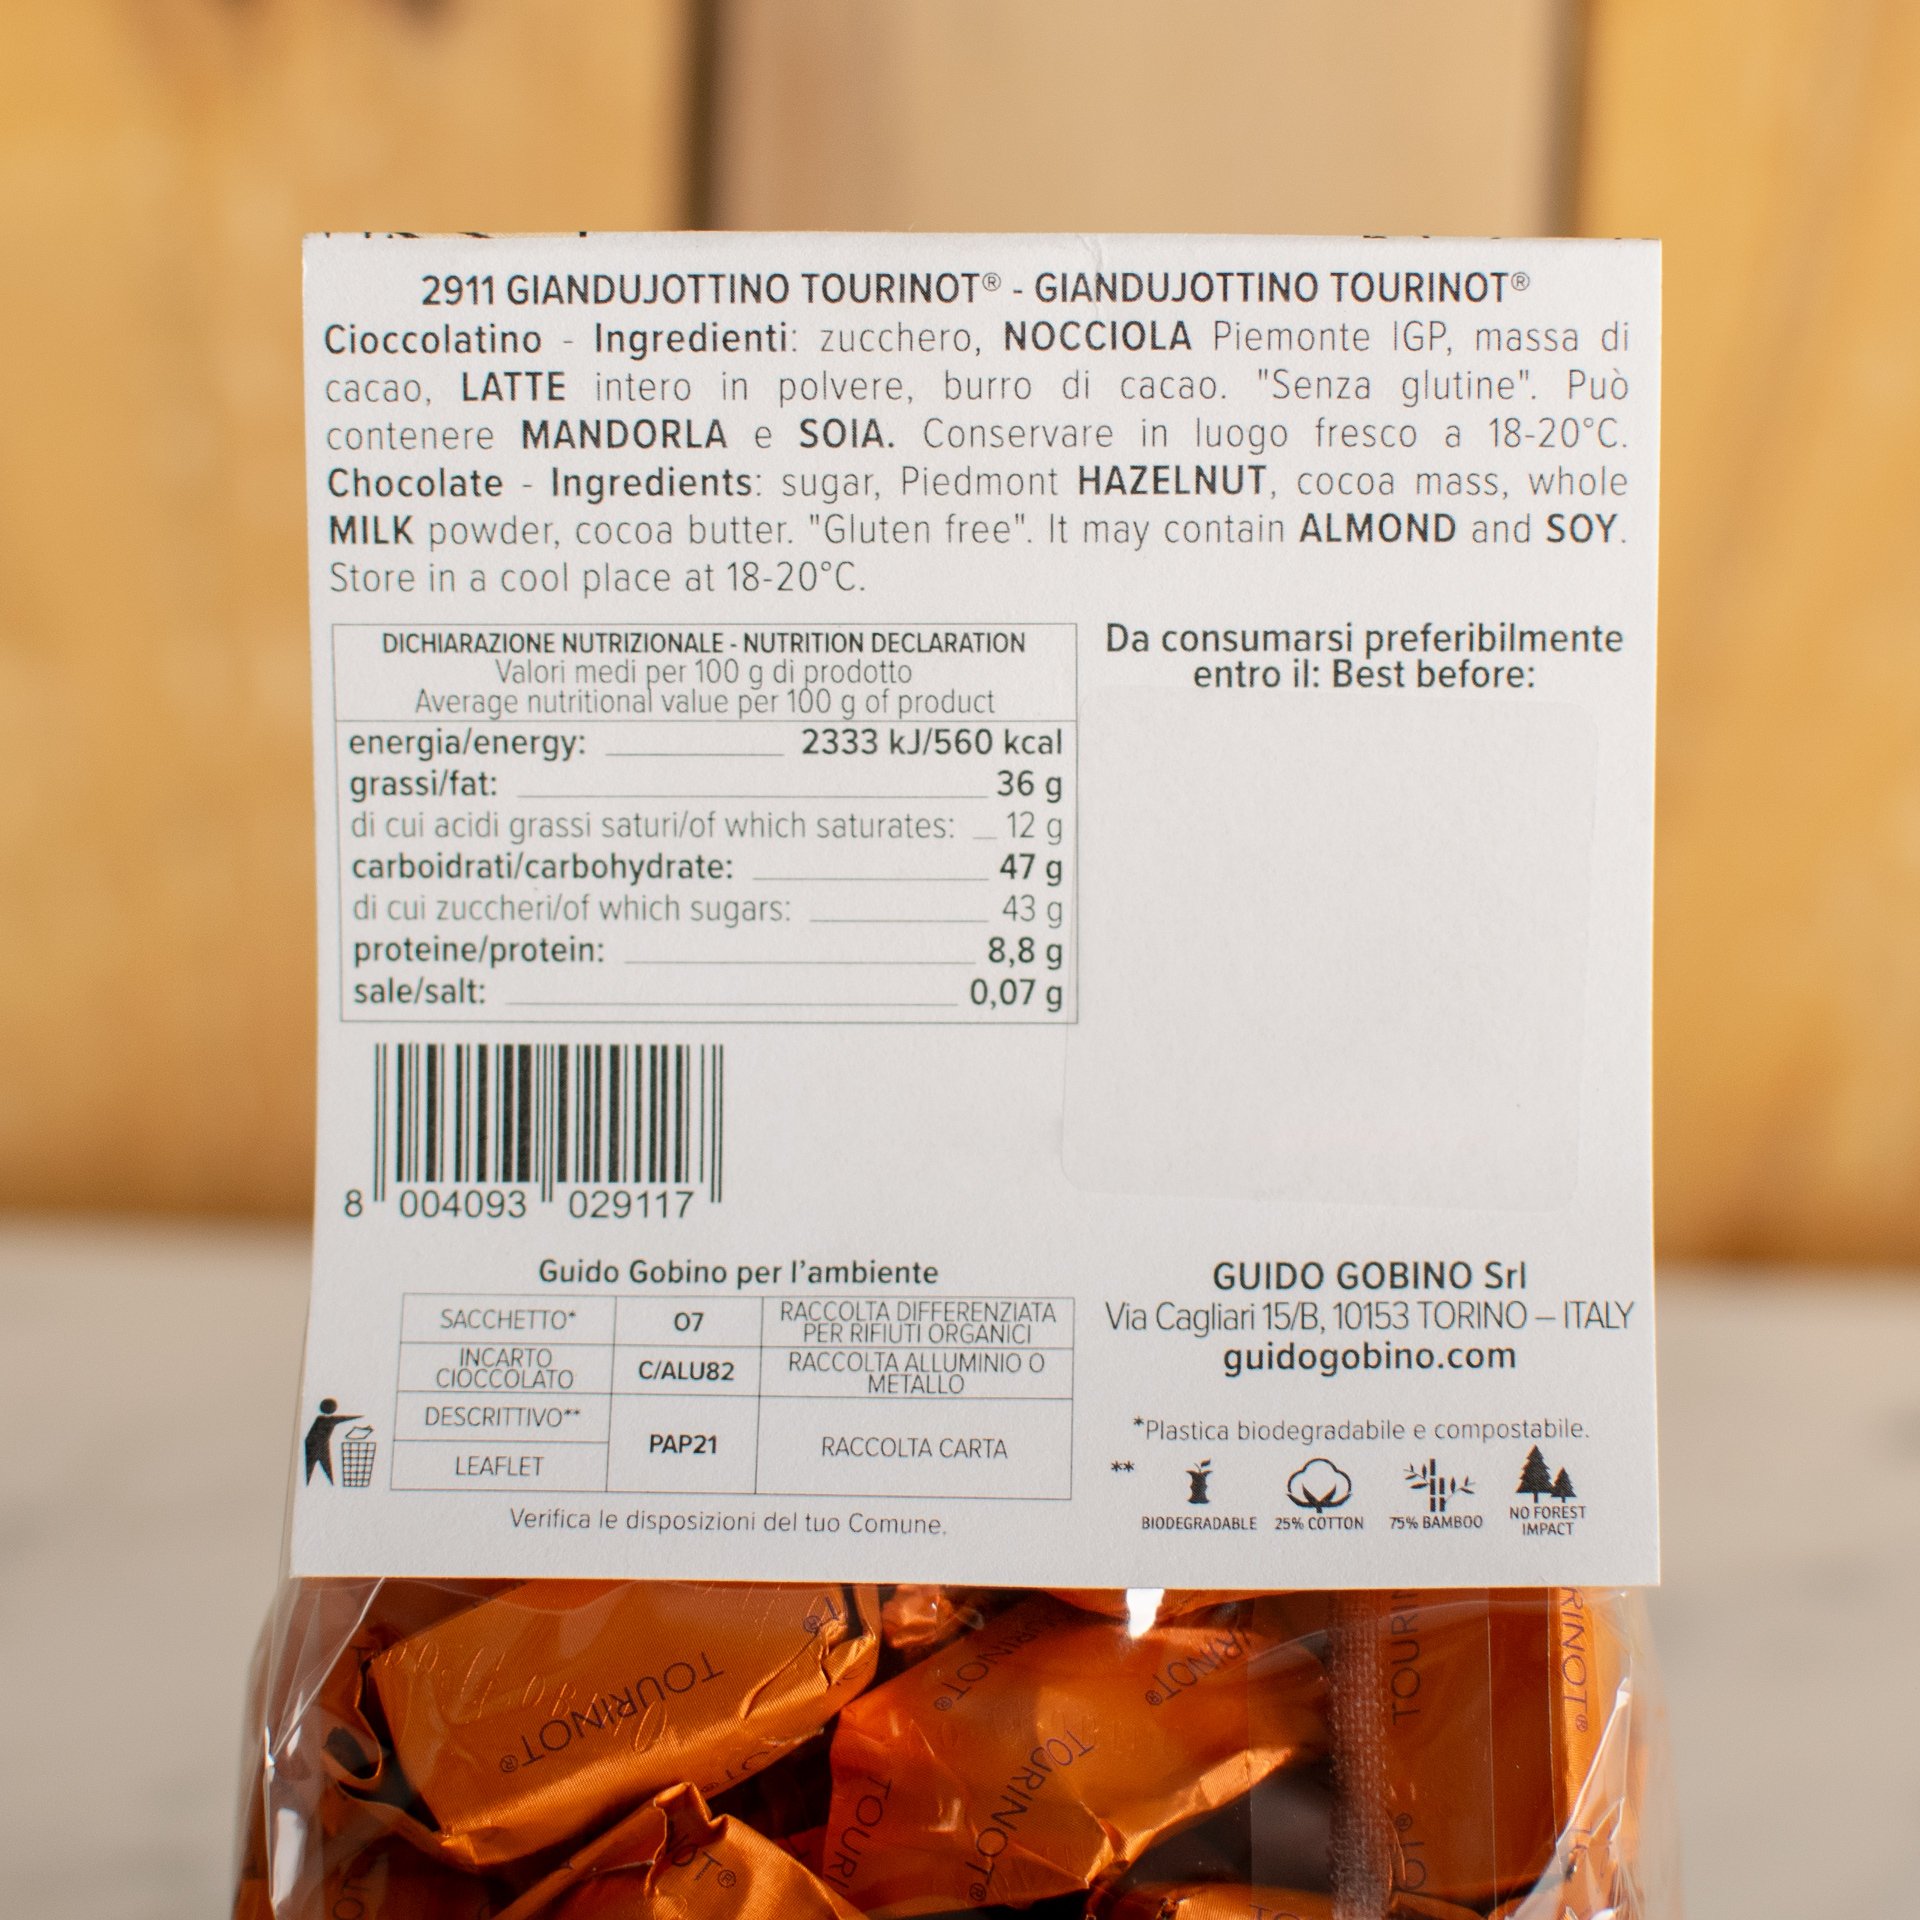 2911 GIANDUJOTTINO TOURINOT® - GIANDUJOTTINO TOURINOT®
Cioccolatino - Ingredienti: zucchero, NOCCIOLA Piemonte IGP, massa di
cacao, LATTE intero in polvere, burro di cacao. "Senza glutine". Può
contenere MANDORLA e SOIA. Conservare in luogo fresco a 18-20°C.
Chocolate - Ingredients: sugar, Piedmont HAZELNUT, cocoa mass, whole
MILK powder, cocoa butter. "Gluten free". It may contain ALMOND and SOY.
Store in a cool place at 18-20°C.
DICHIARAZIONE NUTRIZIONALE - NUTRITION DECLARATION
Valori medi per 100 g di prodotto
Average nutritional value per 100 g of product
energia/energy: 2333 kJ/560 kcal
grassi/fat: 36 g
di cui acidi grassi saturi/of which saturates: 12 g
carboidrati/carbohydrate: 47 g
di cui zuccheri/of which sugars: 43 g
proteine/protein: 8,8 g
sale/salt: 0,07 g
Da consumarsi preferibilmente
entro il: Best before:
8 004093 029117
Guido Gobino per l'ambiente
SACCHETTO* 07 RACCOLTA DIFFERENZIATA
PER RIFIUTI ORGANICI
INCARTO
CIOCCOLATO C/ALU82 RACCOLTA ALLUMINIO O
METALLO
DESCRITTIVO**
LEAFLET PAP21 RACCOLTA CARTA
Verifica le disposizioni del tuo Comune.
GUIDO GOBINO Srl
Via Cagliari 15/B, 10153 TORINO – ITALY
guidogobino.com
*Plastica biodegradabile e compostabile.
**
BIODEGRADABLE
25% COTTON
75% BAMBOO
NO FOREST
IMPACT
TOURINOT®
TOURINOT®